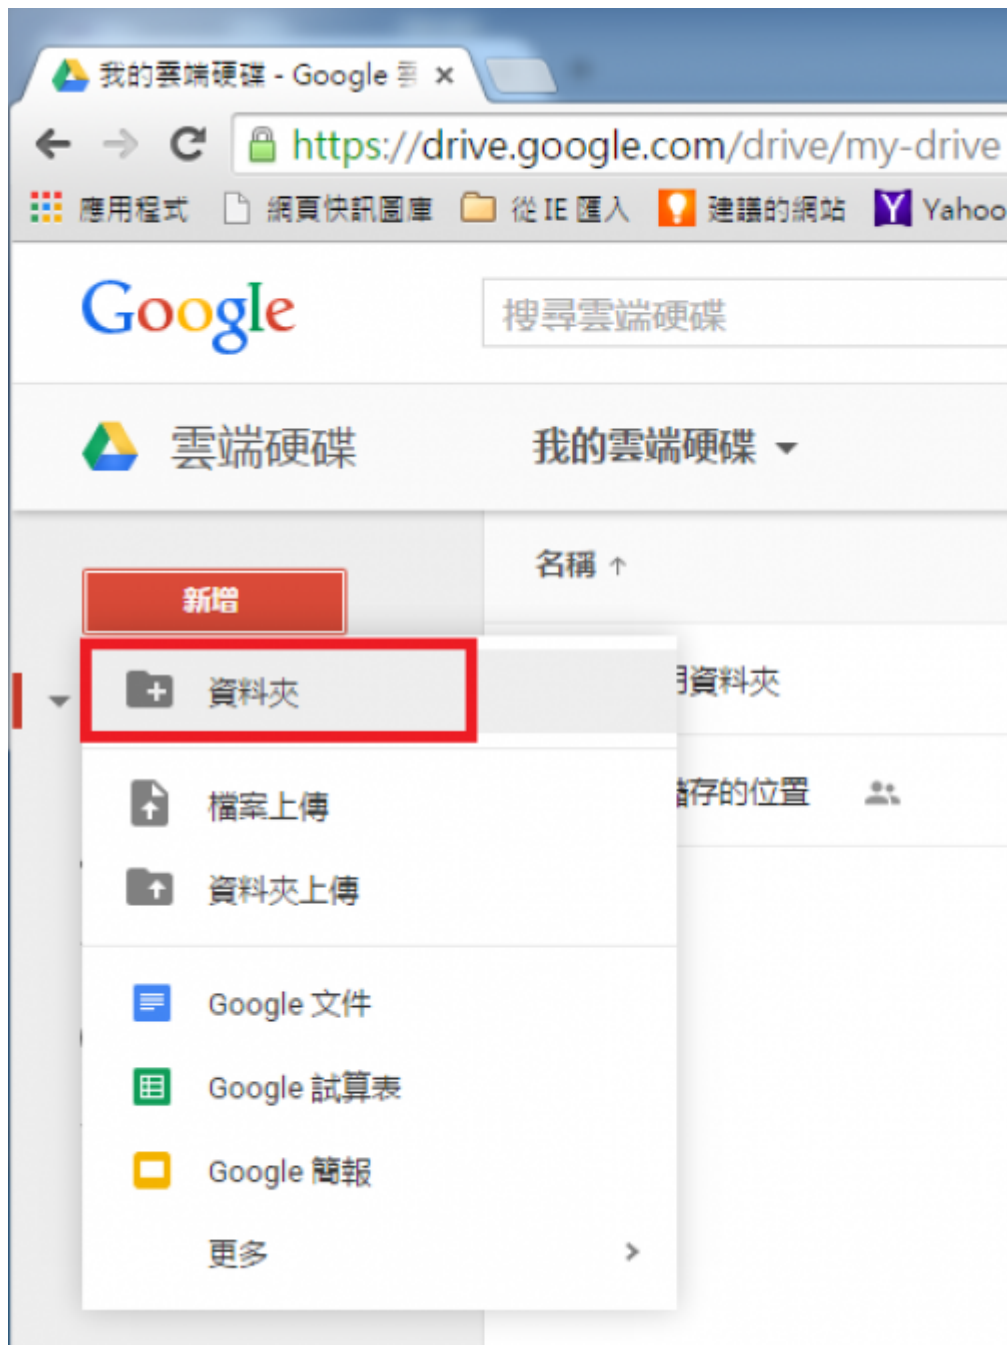 我的雲端硬碟 - Google 雲
https://drive.google.com/drive/my-drive
應用程式 網頁快訊圖庫 從 IE 匯入 建議的網站 Yahoo
Google 搜尋雲端硬碟
雲端硬碟 我的雲端硬碟
名稱 ↑
新增
資料夾 資料夾
檔案上傳 存的位置
資料夾上傳
Google 文件
Google 試算表
Google 簡報
更多